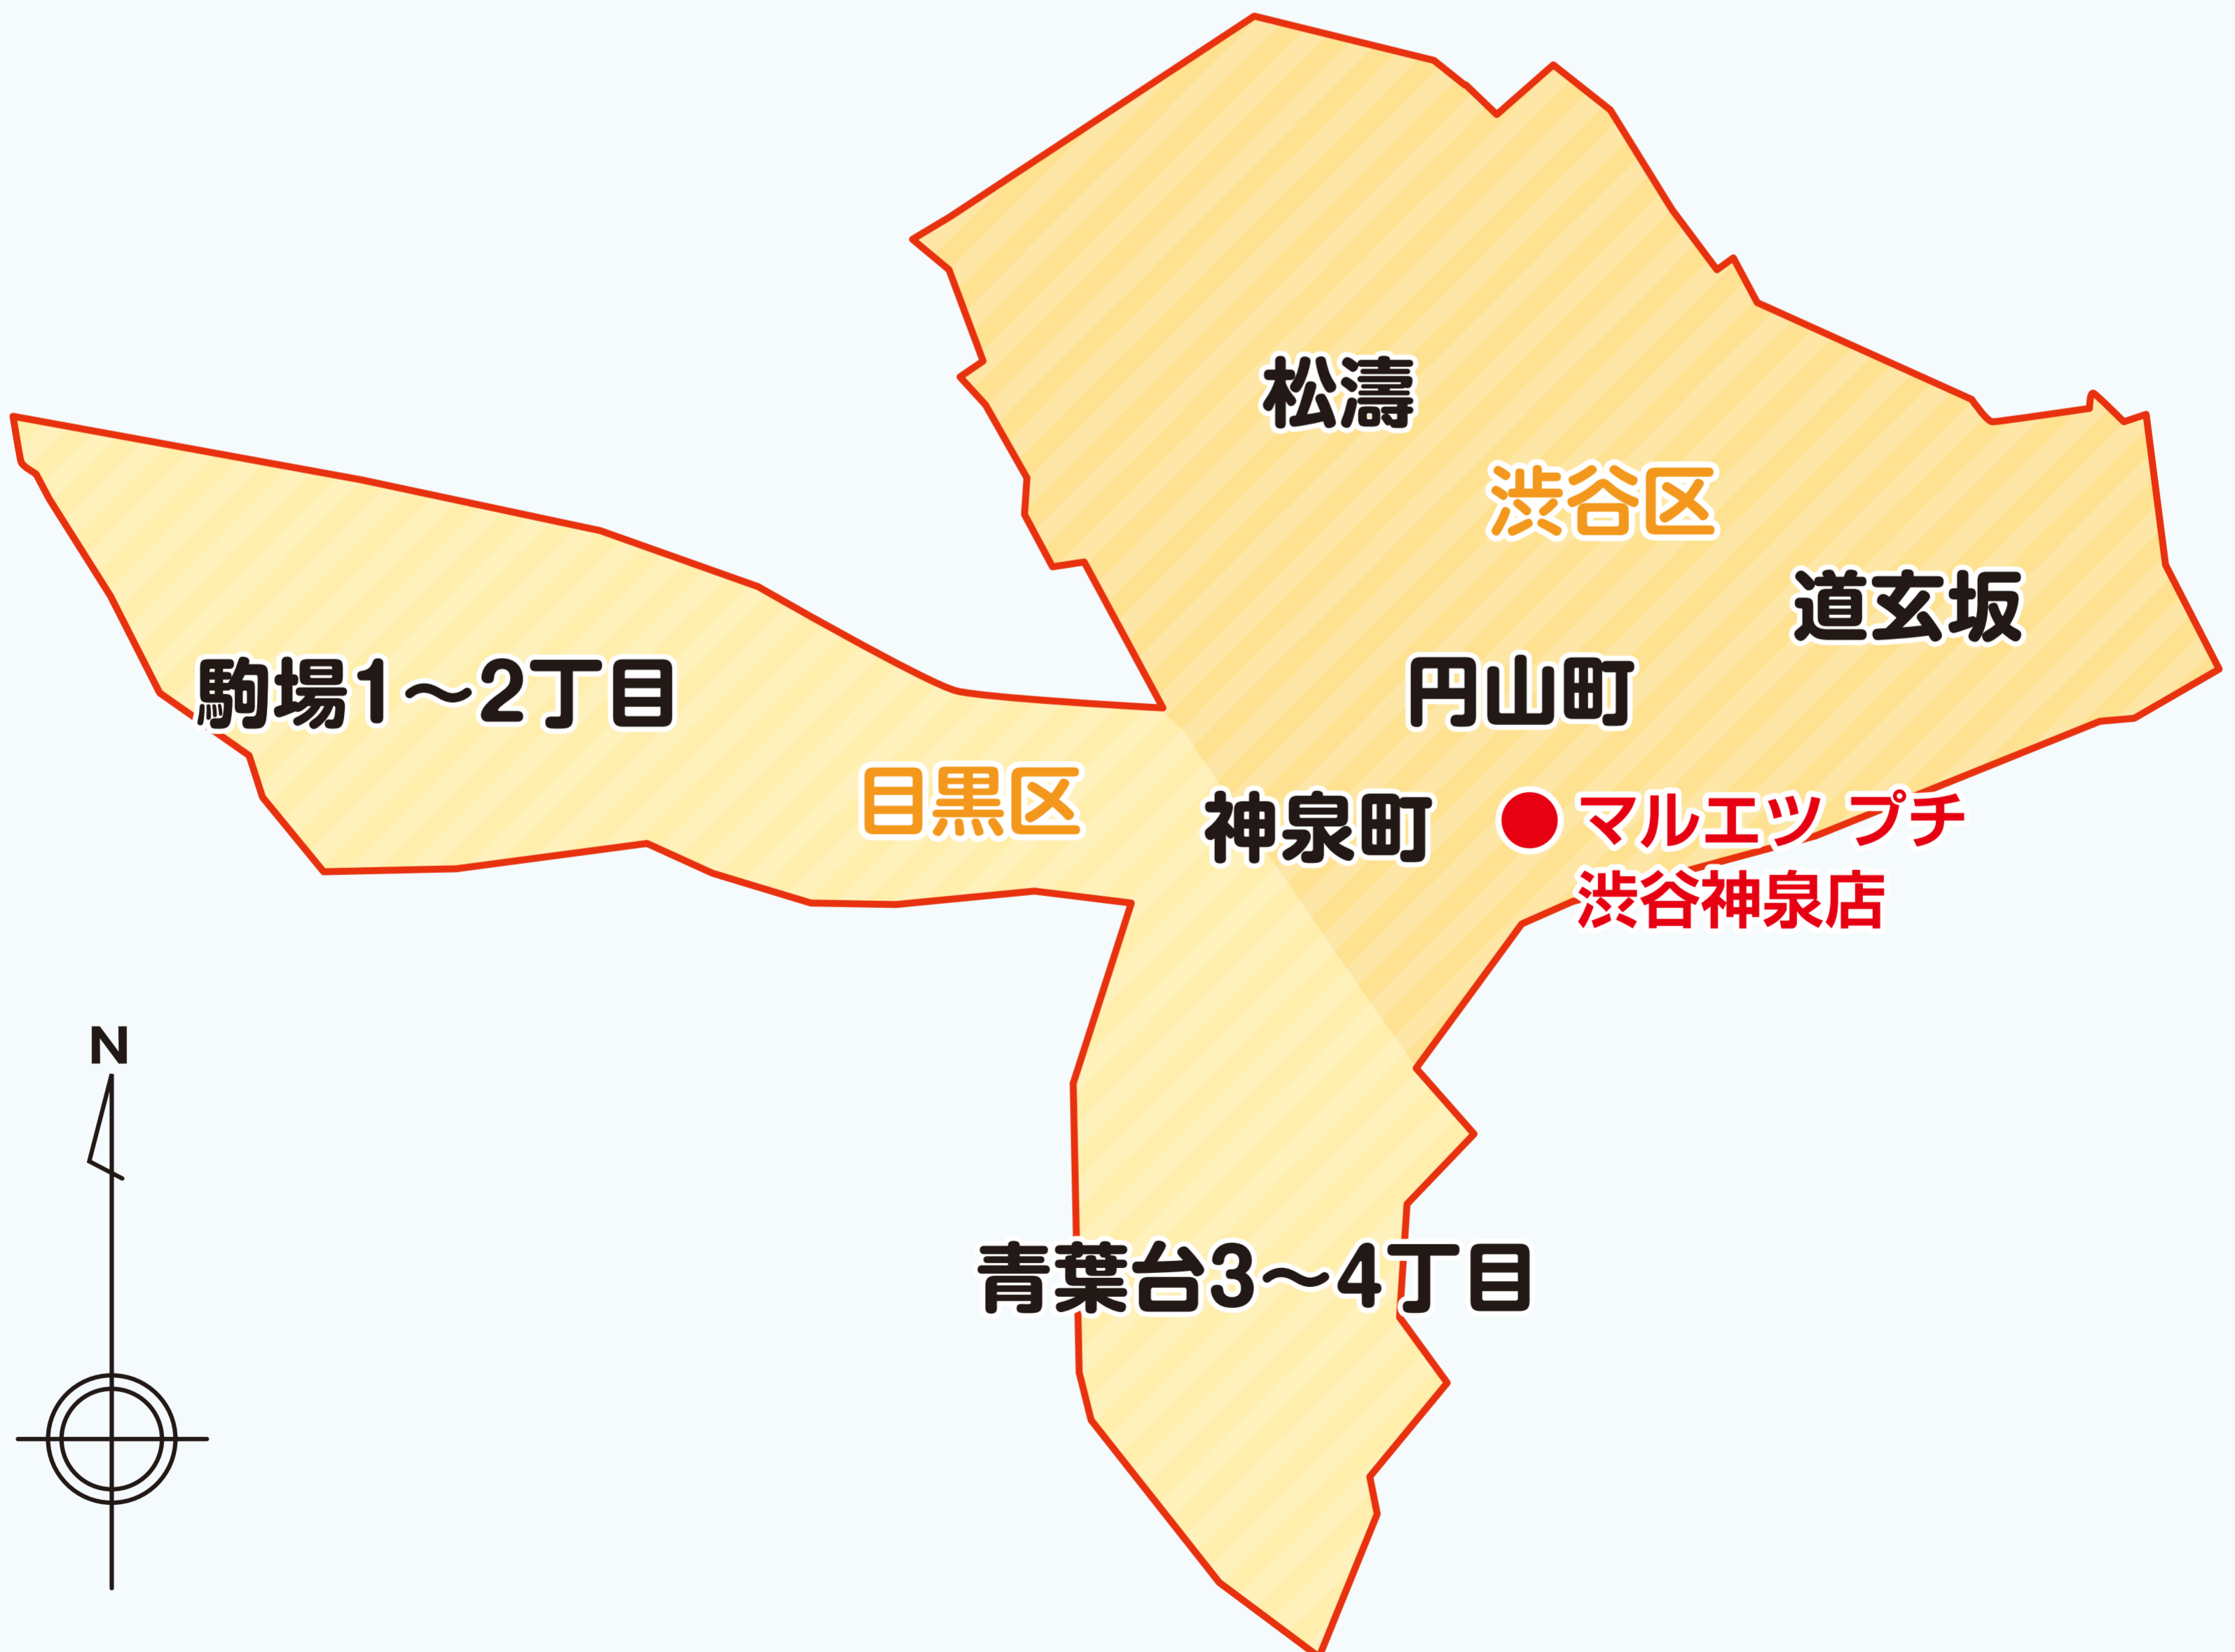 松濤
渋谷区
道玄坂
駒場1～2丁目
円山町
目黒区
神泉町
マルエツ プチ
渋谷神泉店
N
青葉台3～4丁目